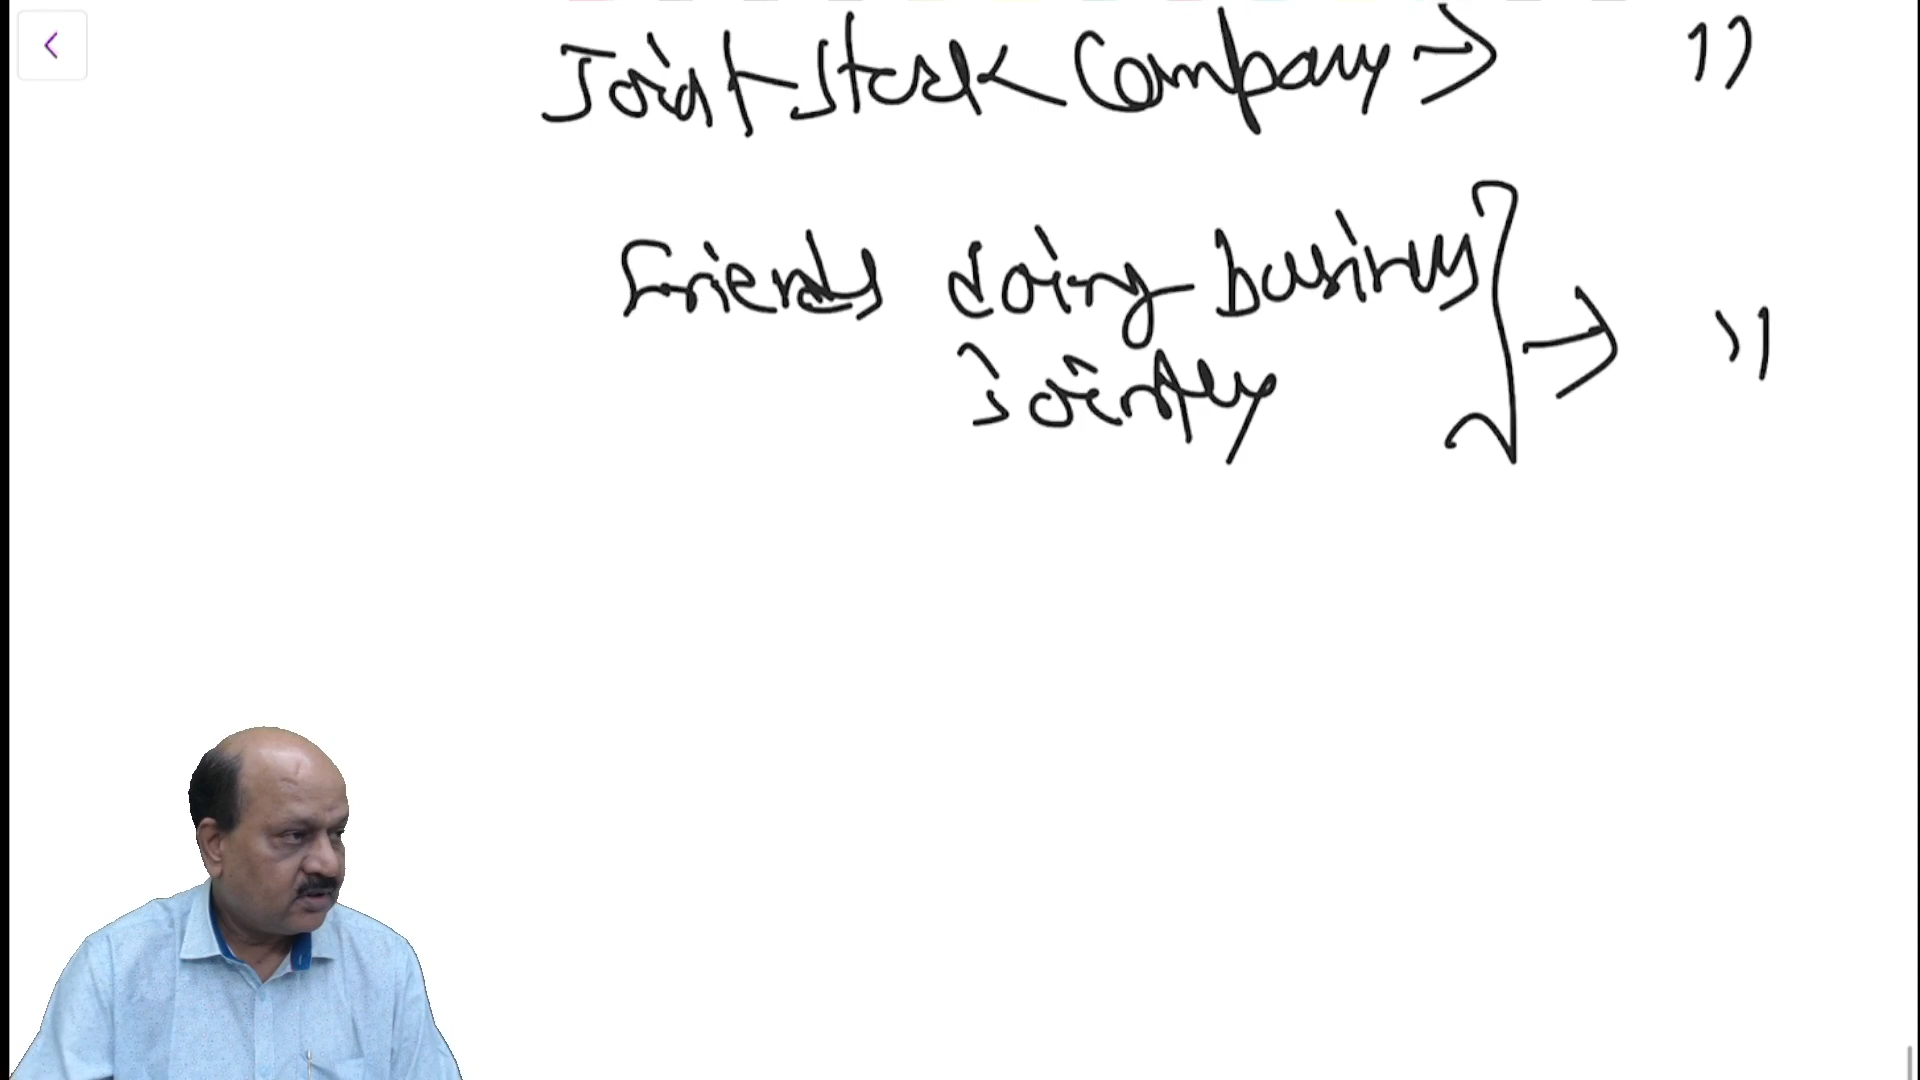 Joint Stock Company → ''
Friends doing business
jointly } → ''